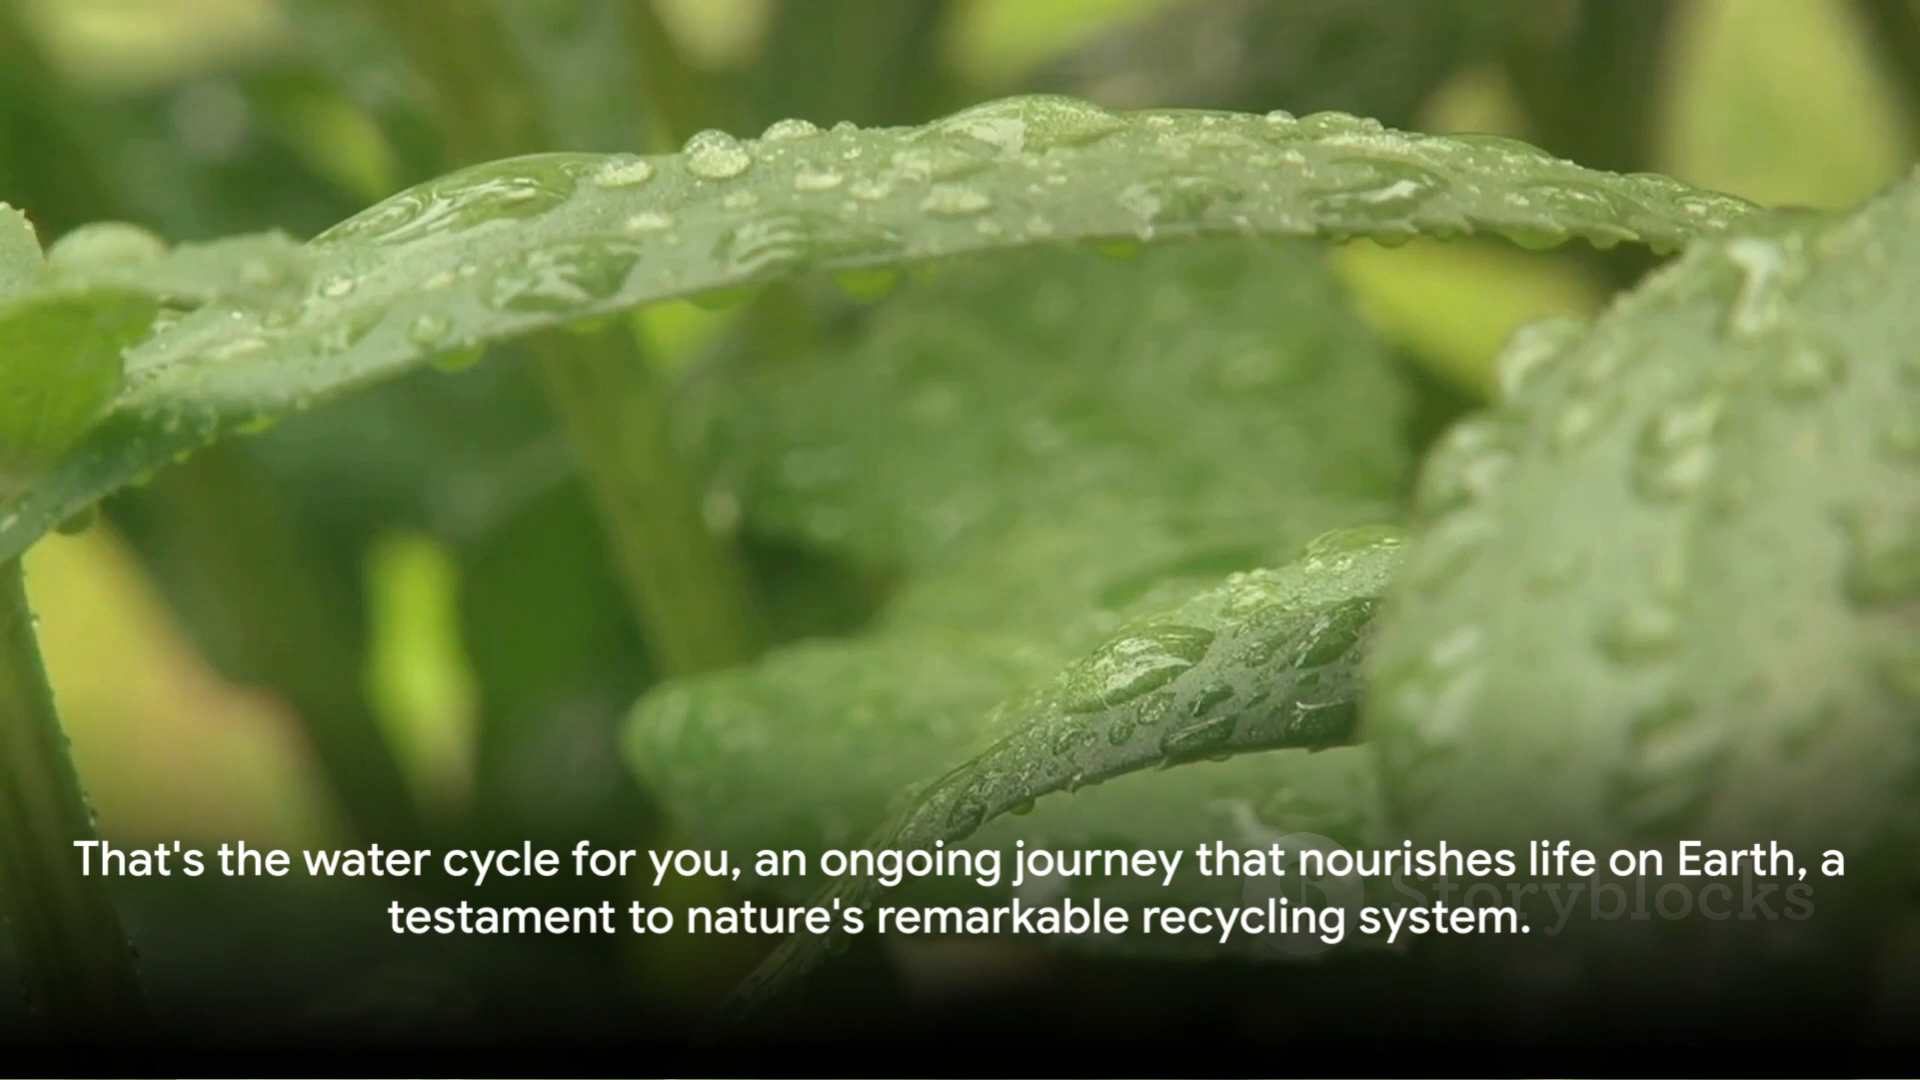 That's the water cycle for you, an ongoing journey that nourishes life on Earth, a
testament to nature's remarkable recycling system.
Storyblocks